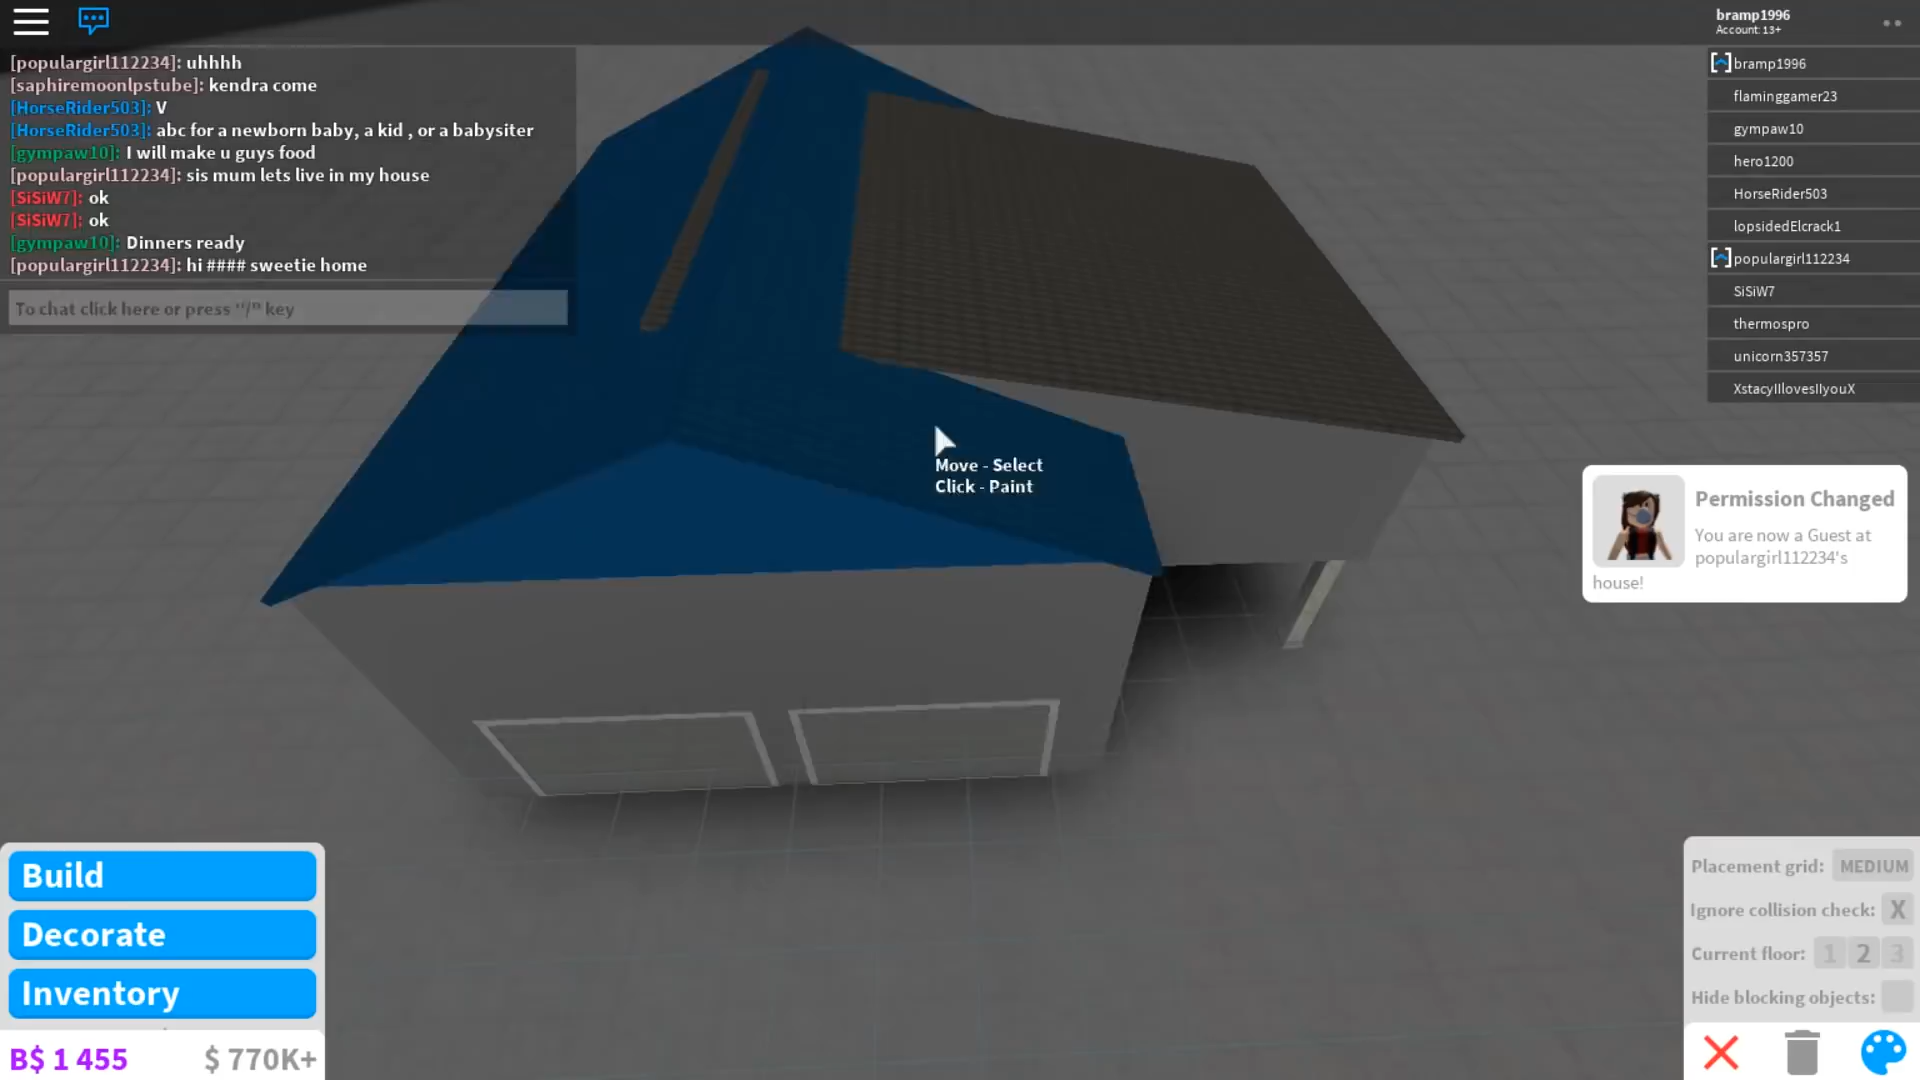 bramp1996
Account: 13+
[populargirl112234]: uhhhh
[saphiremoonlpstube]: kendra come
[HorseRider503]: V
[HorseRider503]: abc for a newborn baby, a kid , or a babysiter
[gympaw10]: I will make u guys food
[populargirl112234]: sis mum lets live in my house
[SiSiW7]: ok
[SiSiW7]: ok
[gympaw10]: Dinners ready
[populargirl112234]: hi #### sweetie home
To chat click here or press "/" key
bramp1996
flaminggamer23
gympaw10
hero1200
HorseRider503
lopsidedElcrack1
populargirl112234
SiSiW7
thermospro
unicorn357357
XstacyIIlovesIIyouX
Move - Select
Click - Paint
Permission Changed
You are now a Guest at
populargirl112234's
house!
Build
Decorate
Inventory
B$ 1 455
$ 770K+
Placement grid: MEDIUM
Ignore collision check: X
Current floor: 1 2 3
Hide blocking objects: